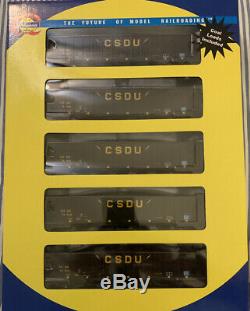 THE FUTURE OF MODEL RAILROADING
Coal
Loads
Included
CSDU
CSDU
CSDU
CSDU
CSDU